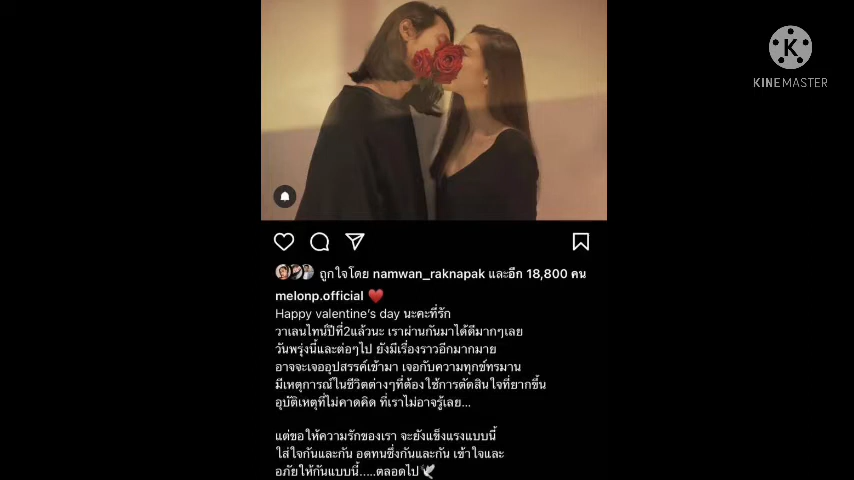 KINEMASTER
ถูกใจโดย namwan_raknapak และอีก 18,800 คน
melonp.official ❤️
Happy valentine's day นะคะที่รัก
วาเลนไทน์ปีที่2แล้วนะ เราผ่านกันมาได้ดีมากๆเลย
วันพรุ่งนี้และต่อๆไป ยังมีเรื่องราวอีกมากมาย
อาจจะเจออุปสรรค์เข้ามา เจอกับความทุกข์ทรมาน
มีเหตุการณ์ในชีวิตต่างๆที่ต้องใช้การตัดสินใจที่ยากขึ้น
อุบัติเหตุที่ไม่คาดคิด ที่เราไม่อาจรู้เลย...
แต่ขอให้ความรักของเรา จะยังแข็งแรงแบบนี้
ใส่ใจกันและกัน อดทนซึ่งกันและกัน เข้าใจและ
อภัยให้กันแบบนี้.....ตลอดไป🕊️